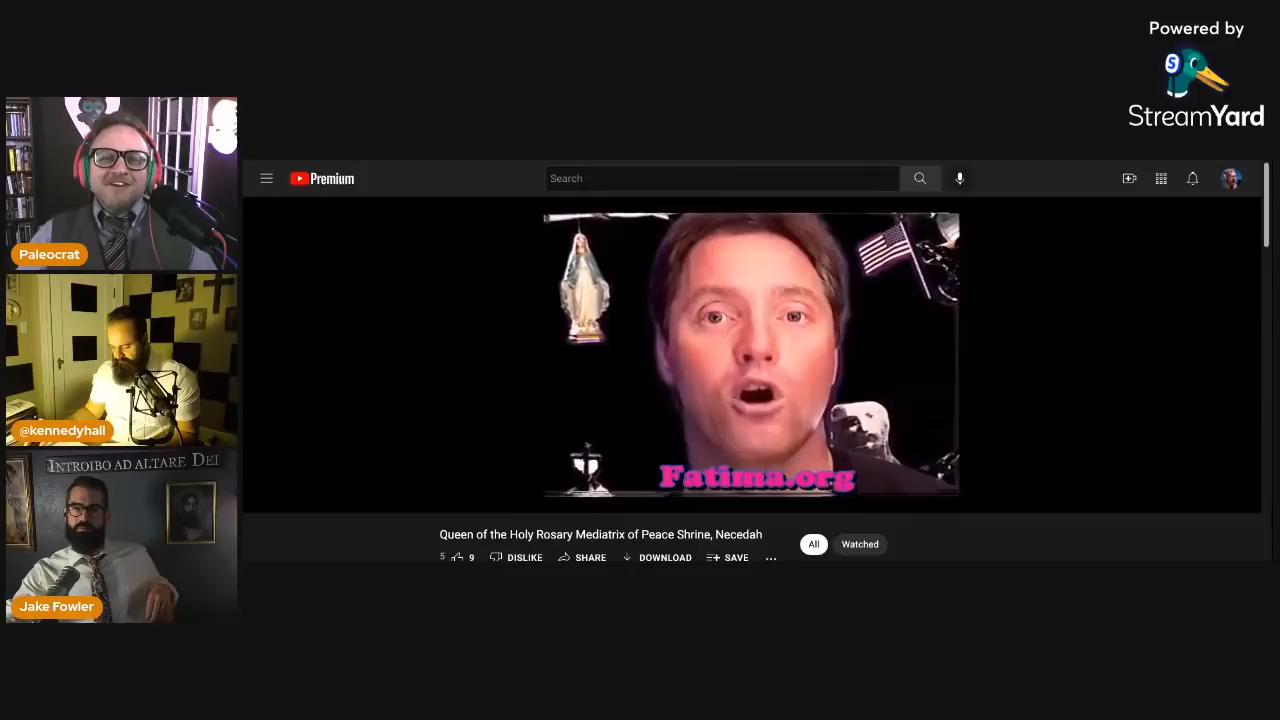 Powered by
StreamYard
Paleocrat
@kennedyhall
INTROIBO AD ALTARE DEI
Jake Fowler
Premium
Search
Fatima.org
Queen of the Holy Rosary Mediatrix of Peace Shrine, Necedah
All
Watched
9
DISLIKE
SHARE
DOWNLOAD
SAVE